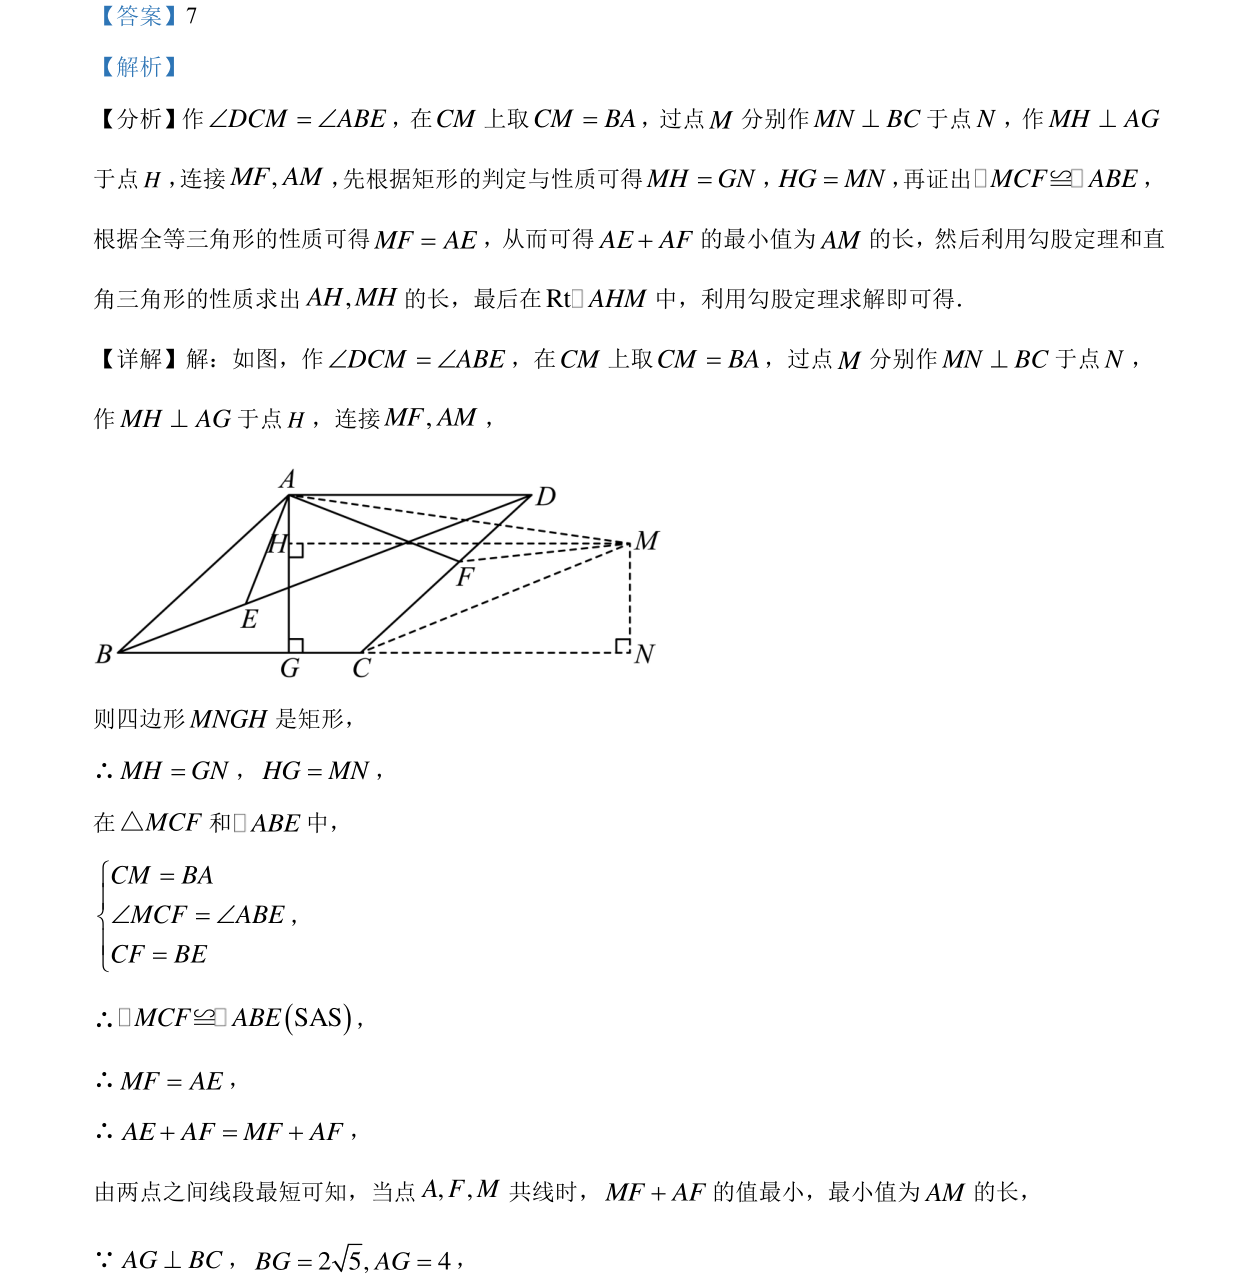 【答案】7
【解析】
【分析】作∠DCM = ∠ABE，在CM 上取CM = BA，过点M 分别作MN ⊥ BC于点N，作MH ⊥ AG
于点H，连接MF, AM，先根据矩形的判定与性质可得MH = GN，HG = MN，再证出□MCF≌□ABE，
根据全等三角形的性质可得MF = AE，从而可得AE + AF 的最小值为AM 的长，然后利用勾股定理和直
角三角形的性质求出AH, MH 的长，最后在Rt□AHM 中，利用勾股定理求解即可得．
【详解】解：如图，作∠DCM = ∠ABE，在CM 上取CM = BA，过点M 分别作MN ⊥ BC于点N，
作MH ⊥ AG于点H，连接MF, AM，
A
D
H
M
F
E
B
G
C
N
则四边形MNGH 是矩形，
∴MH = GN，HG = MN，
在△MCF 和□ABE中，
{CM = BA
∠MCF = ∠ABE，
CF = BE
∴□MCF≌□ABE(SAS)，
∴MF = AE，
∴AE + AF = MF + AF，
由两点之间线段最短可知，当点A, F, M 共线时，MF + AF 的值最小，最小值为AM 的长，
∵AG ⊥ BC，BG = 2√5, AG = 4，